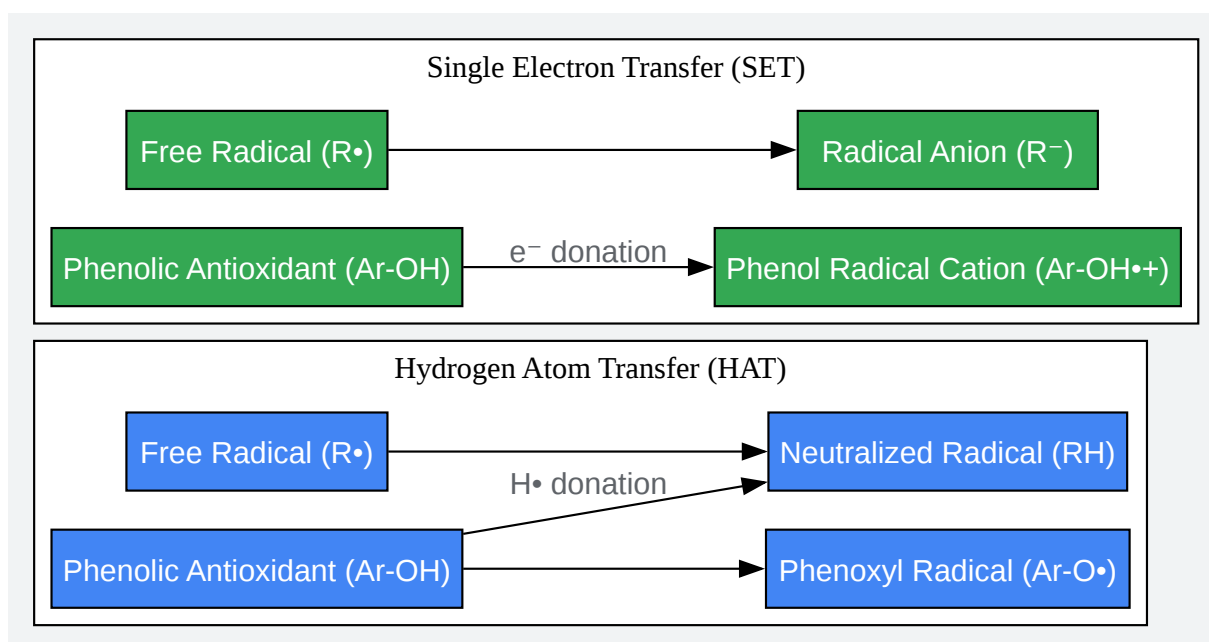 Single Electron Transfer (SET)
Free Radical (R•)
Radical Anion (R⁻)
Phenolic Antioxidant (Ar-OH)
e⁻ donation
Phenol Radical Cation (Ar-OH•+)
Hydrogen Atom Transfer (HAT)
Free Radical (R•)
Neutralized Radical (RH)
H• donation
Phenolic Antioxidant (Ar-OH)
Phenoxyl Radical (Ar-O•)